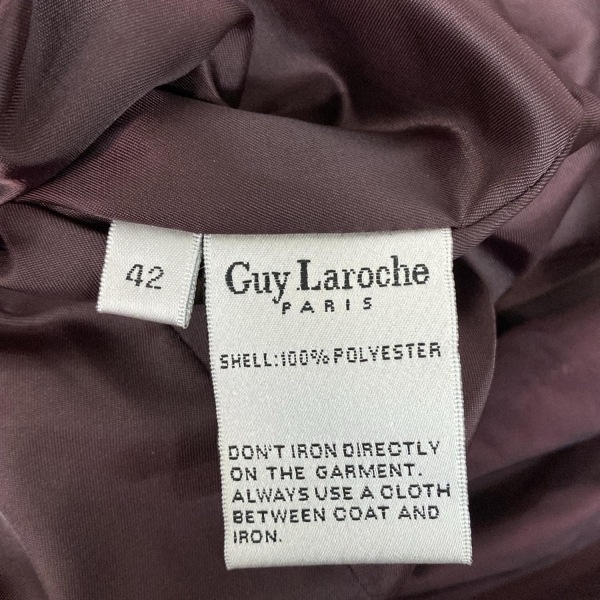 42
Guy Laroche
PARIS
SHELL:100% POLYESTER
DON'T IRON DIRECTLY
ON THE GARMENT.
ALWAYS USE A CLOTH
BETWEEN COAT AND
IRON.